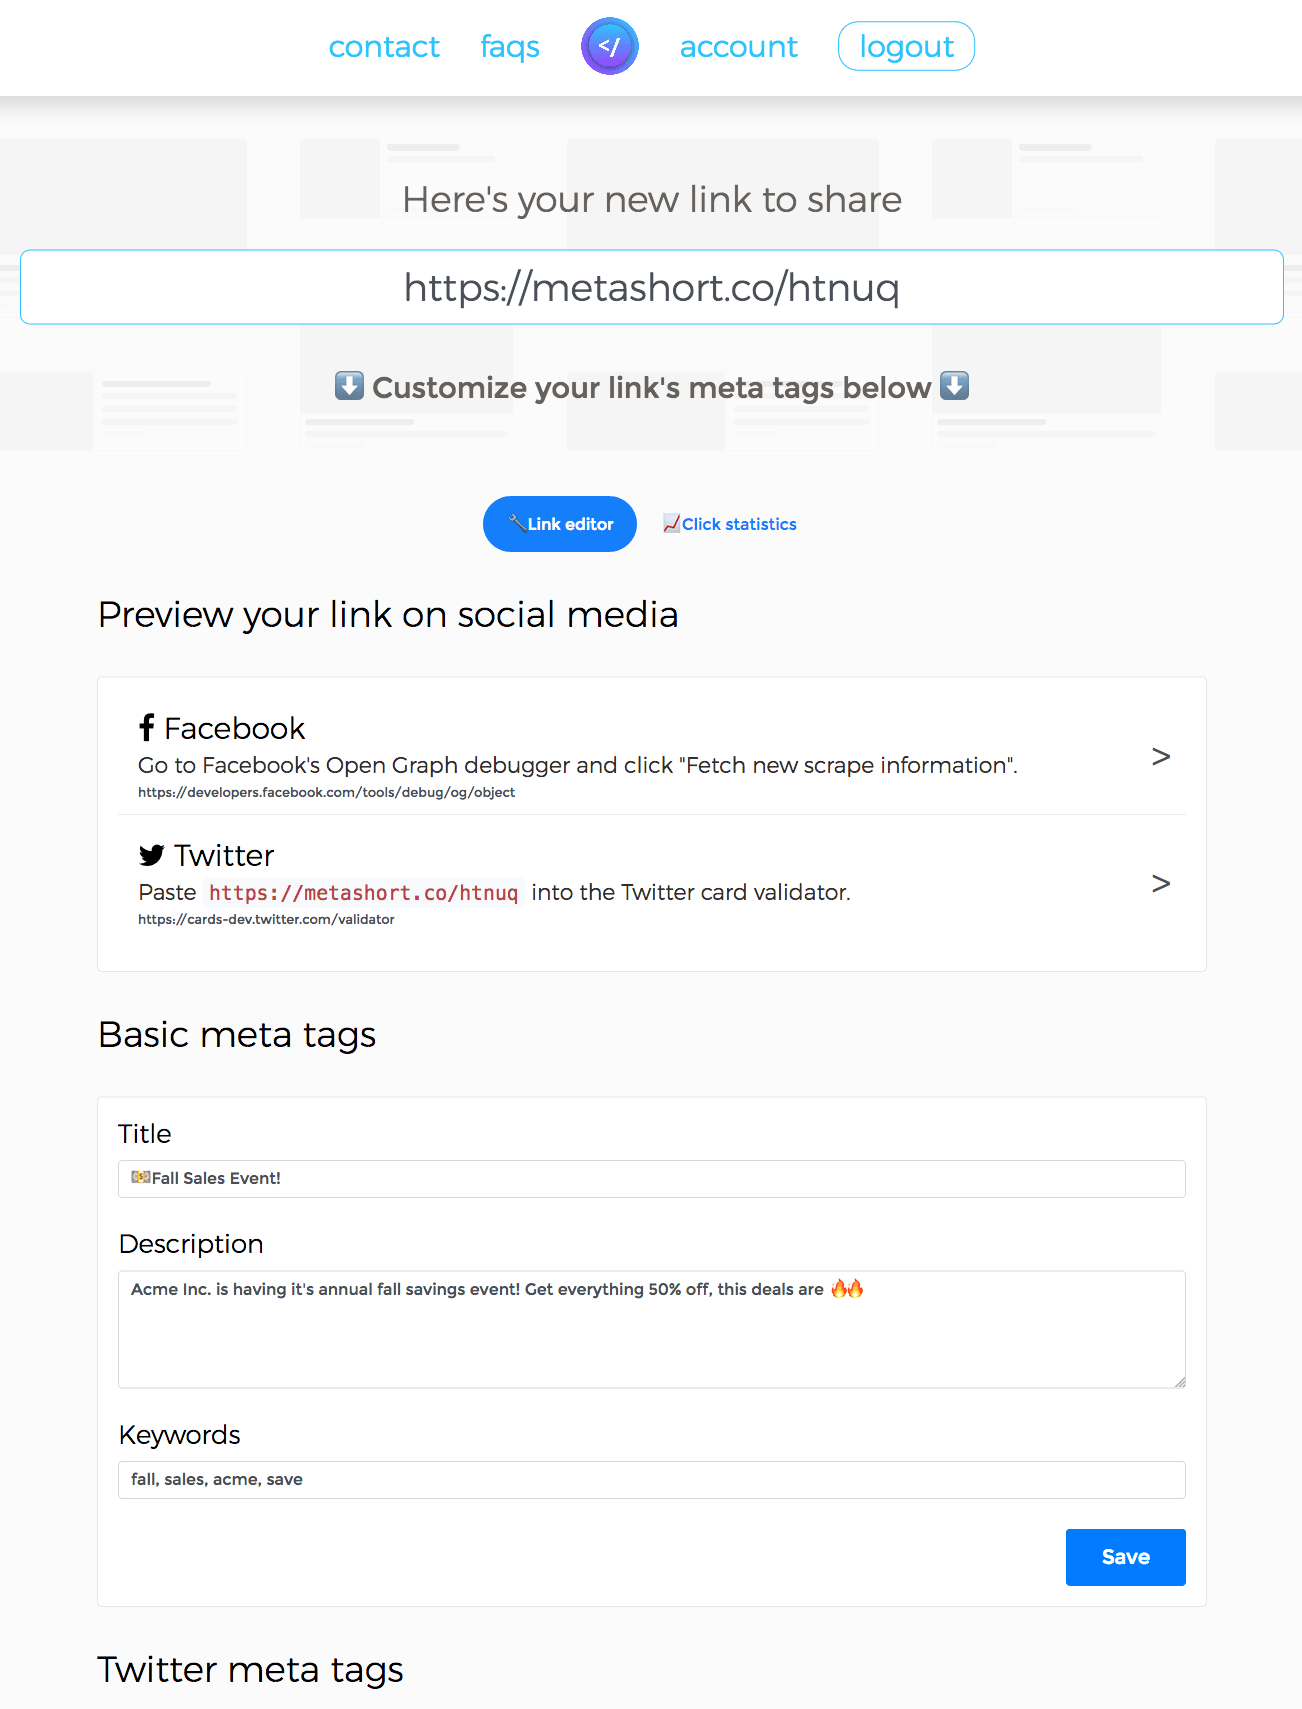 contact faqs </ account logout
Here's your new link to share
https://metashort.co/htnuq
⬇️ Customize your link's meta tags below ⬇️
🔧Link editor 📈Click statistics
Preview your link on social media
Facebook
Go to Facebook's Open Graph debugger and click "Fetch new scrape information".
>
https://developers.facebook.com/tools/debug/og/object
Twitter
Paste https://metashort.co/htnuq into the Twitter card validator.
>
https://cards-dev.twitter.com/validator
Basic meta tags
Title
💴Fall Sales Event!
Description
Acme Inc. is having it's annual fall savings event! Get everything 50% off, this deals are 🔥🔥
Keywords
fall, sales, acme, save
Save
Twitter meta tags